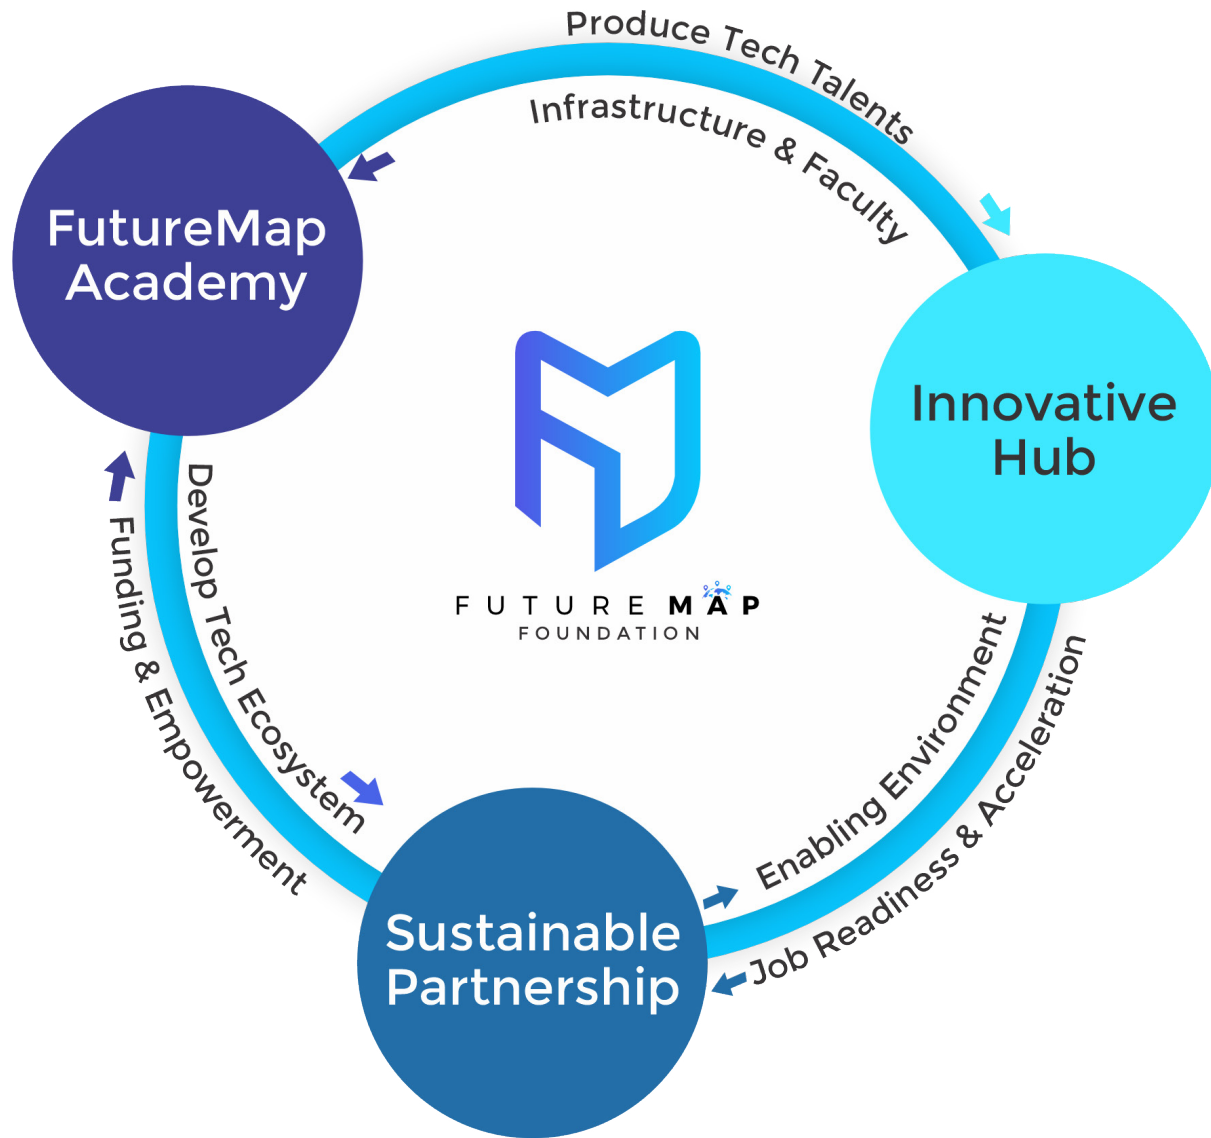 Produce Tech Talents
Infrastructure & Faculty
FutureMap
Academy
Innovative
Hub
Develop Tech Ecosystem
Funding & Empowerment
FUTURE MAP
FOUNDATION
Enabling Environment
Job Readiness & Acceleration
Sustainable
Partnership